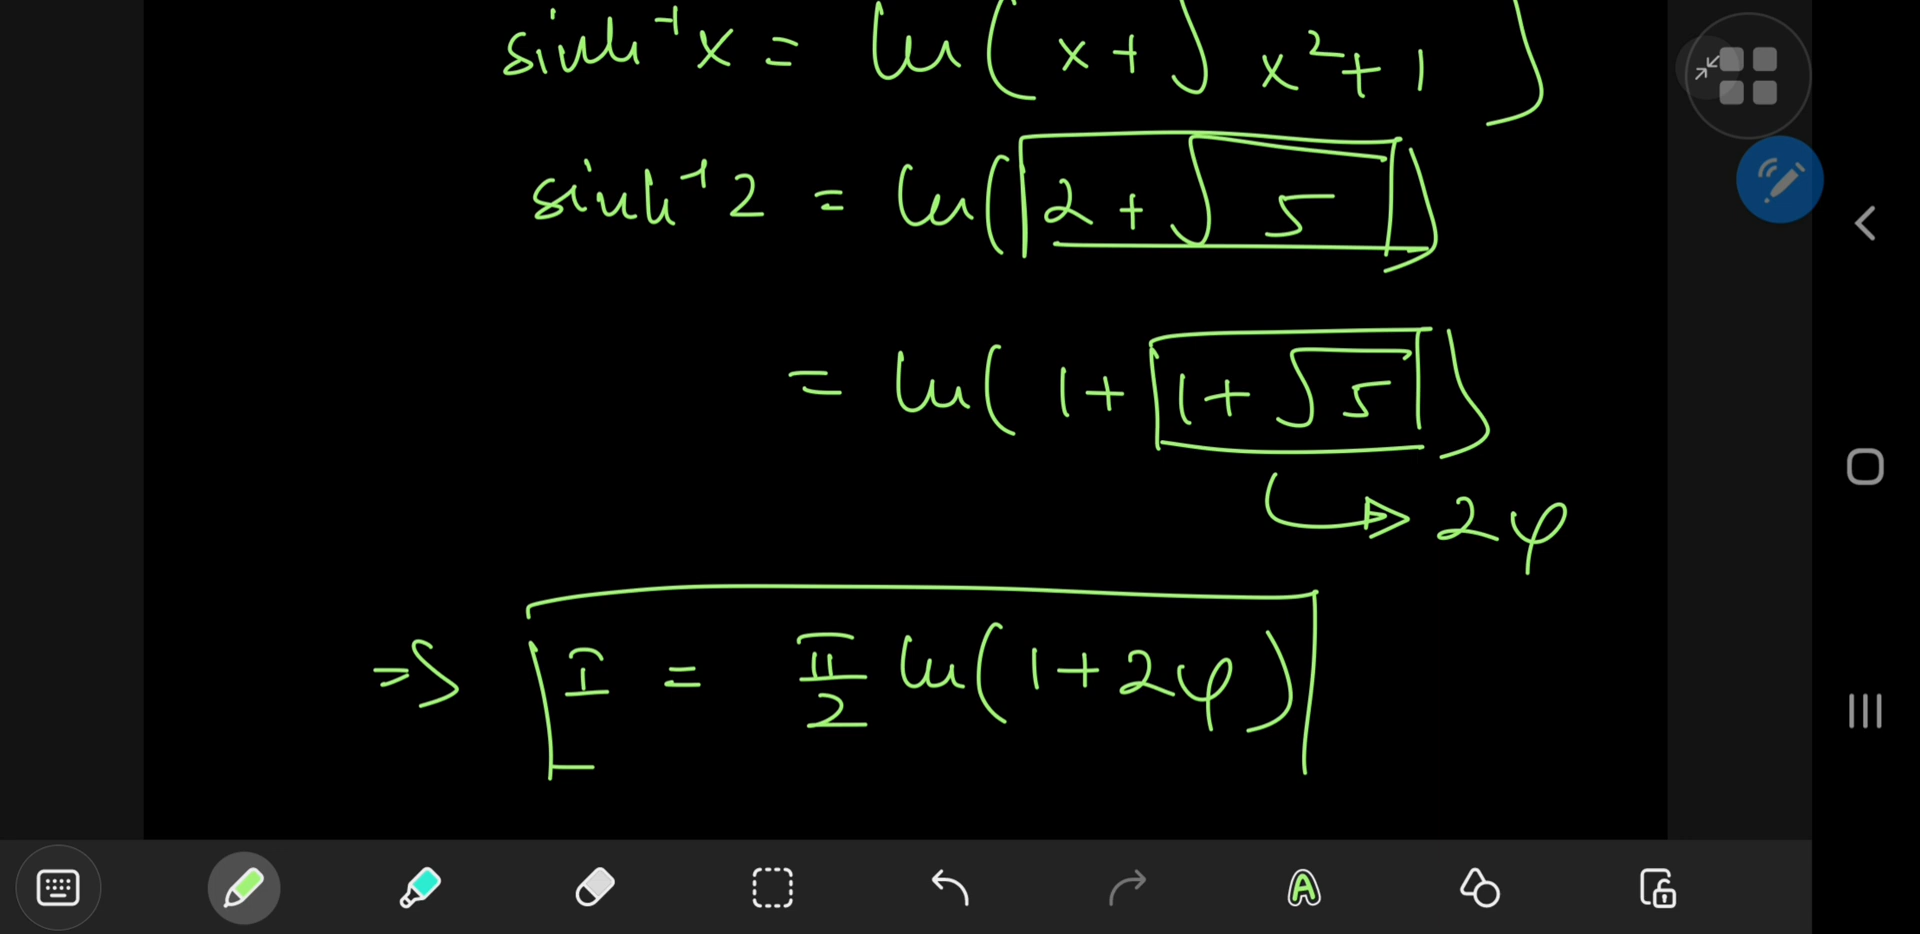 sinh⁻¹x = ln(x+√x²+1)
sinh⁻¹2 = ln(2+√5)
= ln(1+1+√5)
2φ
⇒ I = π/2 ln(1+2φ)
A